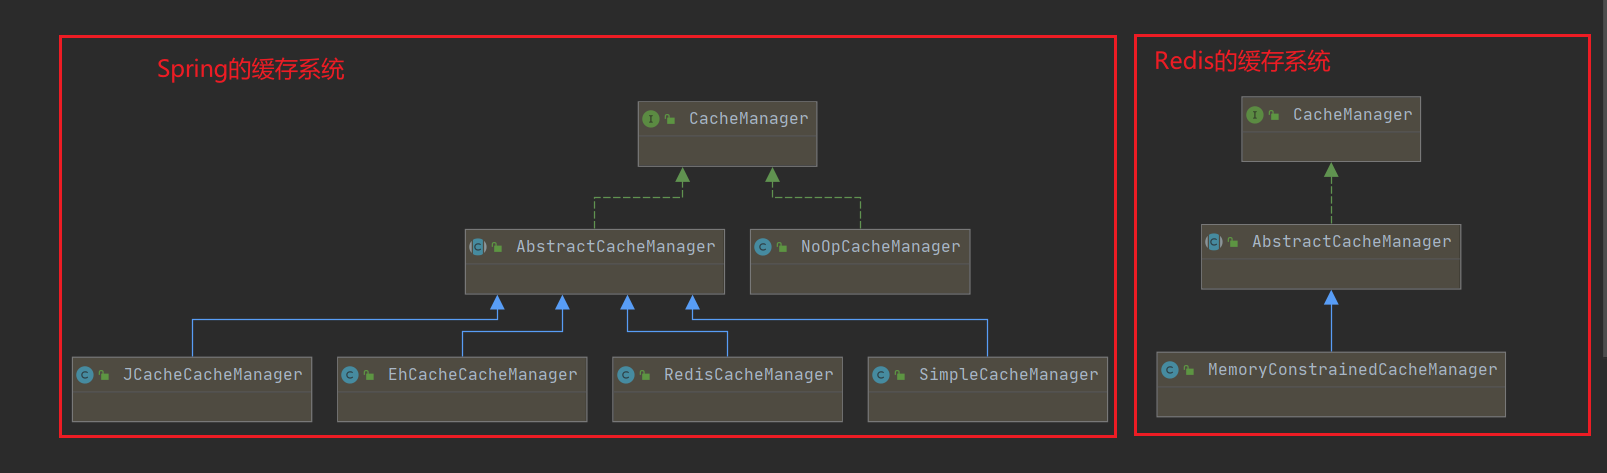 Spring的缓存系统
I CacheManager
C AbstractCacheManager
C NoOpCacheManager
C JCacheCacheManager
C EhCacheCacheManager
C RedisCacheManager
C SimpleCacheManager
Redis的缓存系统
I CacheManager
C AbstractCacheManager
C MemoryConstrainedCacheManager